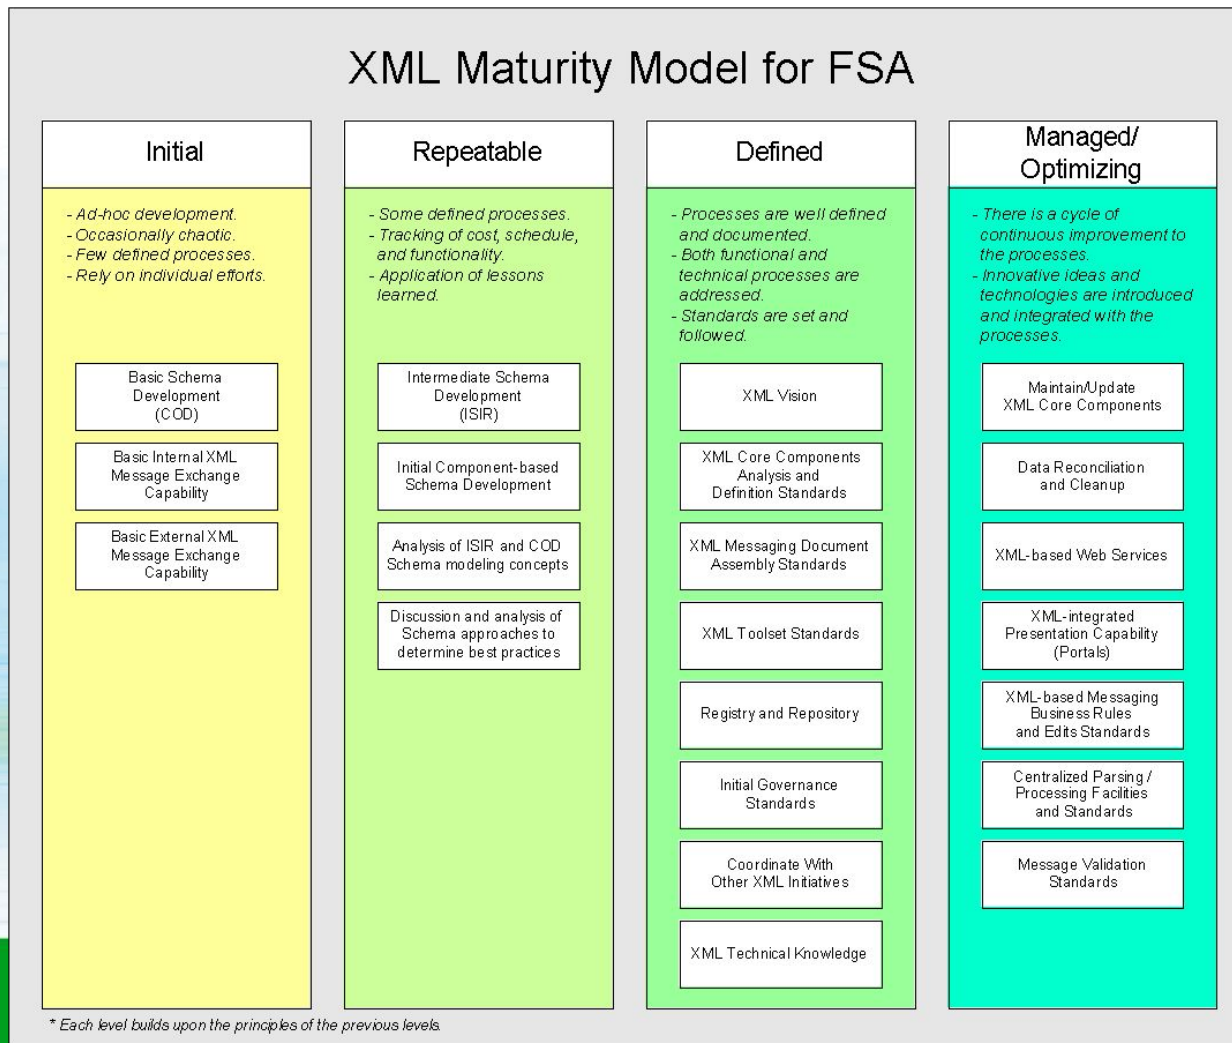 XML Maturity Model for FSA
Initial
- Ad-hoc development.
- Occasionally chaotic.
- Few defined processes.
- Rely on individual efforts.
Basic Schema
Development
(COD)
Basic Internal XML
Message Exchange
Capability
Basic External XML
Message Exchange
Capability
Repeatable
- Some defined processes.
- Tracking of cost, schedule,
and functionality.
- Application of lessons
learned.
Intermediate Schema
Development
(ISIR)
Initial Component-based
Schema Development
Analysis of ISIR and COD
Schema modeling concepts
Discussion and analysis of
Schema approaches to
determine best practices
Defined
- Processes are well defined
and documented.
- Both functional and
technical processes are
addressed.
- Standards are set and
followed.
XML Vision
XML Core Components
Analysis and
Definition Standards
XML Messaging Document
Assembly Standards
XML Toolset Standards
Registry and Repository
Initial Governance
Standards
Coordinate With
Other XML Initiatives
XML Technical Knowledge
Managed/
Optimizing
- There is a cycle of
continuous improvement to
the processes.
- Innovative ideas and
technologies are introduced
and integrated with the
processes.
Maintain/Update
XML Core Components
Data Reconciliation
and Cleanup
XML-based Web Services
XML-integrated
Presentation Capability
(Portals)
XML-based Messaging
Business Rules
and Edits Standards
Centralized Parsing /
Processing Facilities
and Standards
Message Validation
Standards
* Each level builds upon the principles of the previous levels.